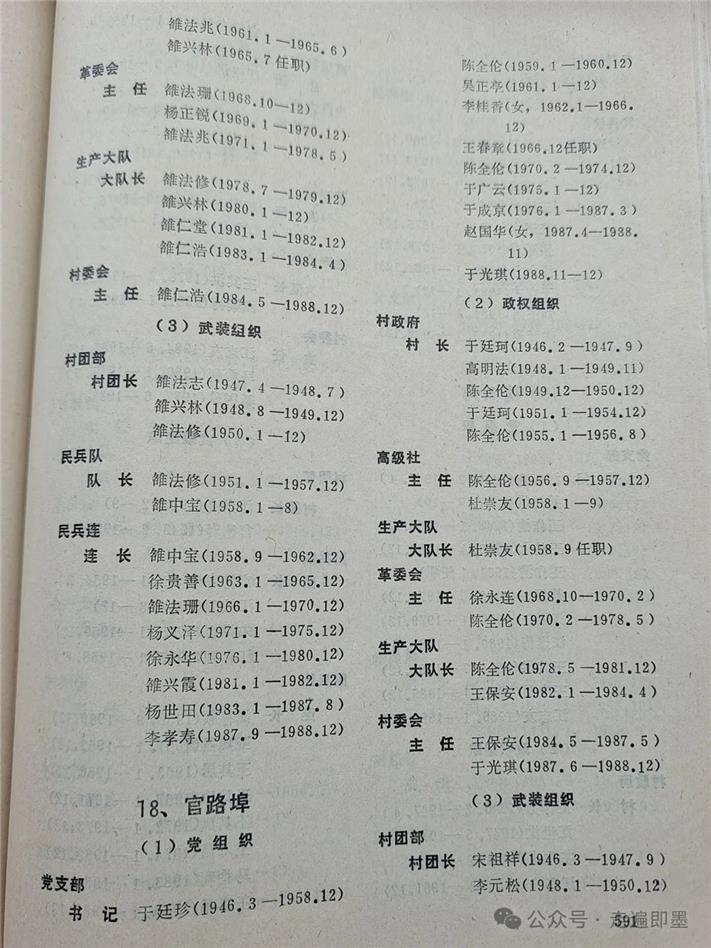 雒法兆(1961.1—1965.6)
雒兴林(1965.7任职)
革委会
主 任 雒法珊(1968.10—12)
杨正锐(1969.1—1970.12)
雒法兆(1971.1—1978.5)
生产大队
大队长 雒法修(1978.7—1979.12)
雒兴林(1980.1—12)
雒仁堂(1981.1—1982.12)
雒仁浩(1983.1—1984.4)
村委会
主 任 雒仁浩(1984.5—1988.12)
(3)武装组织
村团部
村团长 雒法志(1947.4—1948.7)
雒兴林(1948.8—1949.12)
雒法修(1950.1—12)
民兵队
队 长 雒法修(1951.1—1957.12)
雒中宝(1958.1—8)
民兵连
连 长 雒中宝(1958.9—1962.12)
徐贵善(1963.1—1965.12)
雒法珊(1966.1—1970.12)
杨义泽(1971.1—1975.12)
徐永华(1976.1—1980.12)
雒兴霞(1981.1—1982.12)
杨世田(1983.1—1987.8)
李孝寿(1987.9—1988.12)
18、官路埠
(1)党组织
党支部
书 记 于廷珍(1946.3—1958.12)
陈全伦(1959.1—1960.12)
吴正亭(1961.1—12)
李桂香(女,1962.1—1966.
12)
王春章(1966.12任职)
陈全伦(1970.2—1974.12)
于广云(1975.1—12)
于成京(1976.1—1987.3)
赵国华(女,1987.4—1938.
11)
于光琪(1988.11—12)
(2)政权组织
村政府
村 长 于廷珂(1946.2—1947.9)
高明法(1948.1—1949.11)
陈全伦(1949.12—1950.12)
于廷珂(1951.1—1954.12)
陈全伦(1955.1—1956.8)
高级社
主 任 陈全伦(1956.9—1957.12)
杜崇友(1958.1—9)
生产大队
大队长 杜崇友(1958.9任职)
革委会
主 任 徐永连(1968.10—1970.2)
陈全伦(1970.2—1978.5)
生产大队
大队长 陈全伦(1978.5—1981.12)
王保安(1982.1—1984.4)
村委会
主 任 王保安(1984.5—1987.5)
于光琪(1987.6—1988.12)
(3)武装组织
村团部
村团长 宋祖祥(1946.3—1947.9)
李元松(1948.1—1950.12)
591
公众号·走遍即墨